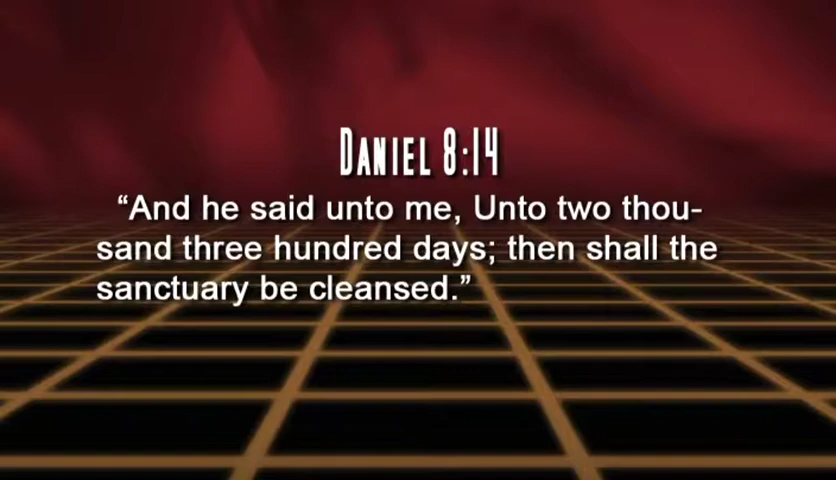 Daniel 8:14
“And he said unto me, Unto two thou-
sand three hundred days; then shall the
sanctuary be cleansed.”